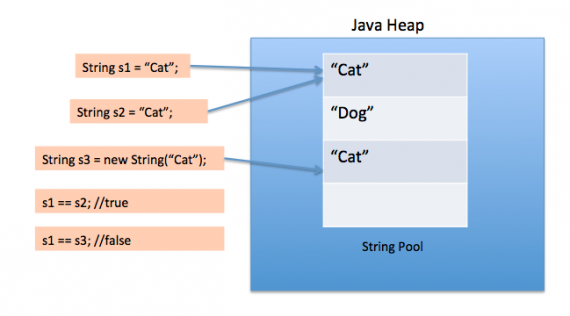 Java Heap
String s1 = “Cat”;
“Cat”
String s2 = “Cat”;
“Dog”
String s3 = new String(“Cat”);
“Cat”
s1 == s2; //true
s1 == s3; //false
String Pool